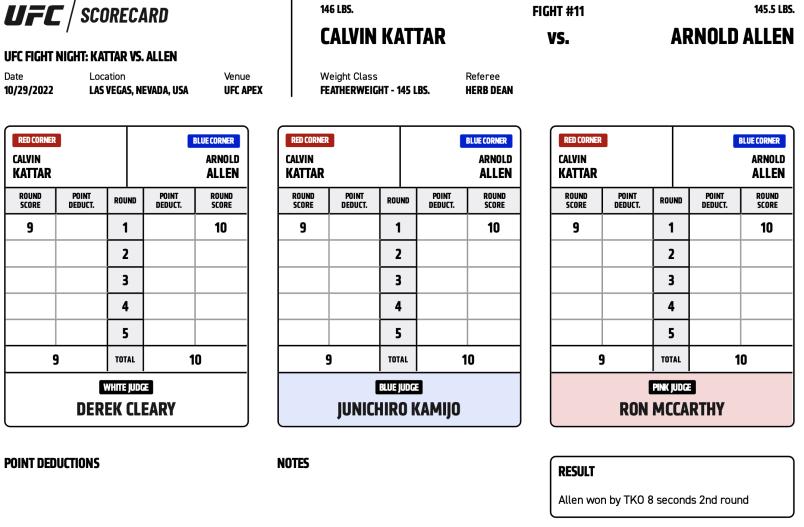 UFC / SCORECARD
UFC FIGHT NIGHT: KATTAR VS. ALLEN
Date Location Venue
10/29/2022 LAS VEGAS, NEVADA, USA UFC APEX
146 LBS. FIGHT #11 145.5 LBS.
CALVIN KATTAR vs. ARNOLD ALLEN
Weight Class Referee
FEATHERWEIGHT - 145 LBS. HERB DEAN
RED CORNER BLUE CORNER
CALVIN ARNOLD
KATTAR ALLEN
ROUND SCORE POINT DEDUCT. ROUND POINT DEDUCT. ROUND SCORE
9 1 10
2
3
4
5
9 TOTAL 10
WHITE JUDGE
DEREK CLEARY
RED CORNER BLUE CORNER
CALVIN ARNOLD
KATTAR ALLEN
ROUND SCORE POINT DEDUCT. ROUND POINT DEDUCT. ROUND SCORE
9 1 10
2
3
4
5
9 TOTAL 10
BLUE JUDGE
JUNICHIRO KAMIJO
RED CORNER BLUE CORNER
CALVIN ARNOLD
KATTAR ALLEN
ROUND SCORE POINT DEDUCT. ROUND POINT DEDUCT. ROUND SCORE
9 1 10
2
3
4
5
9 TOTAL 10
PINK JUDGE
RON MCCARTHY
POINT DEDUCTIONS
NOTES
RESULT
Allen won by TKO 8 seconds 2nd round